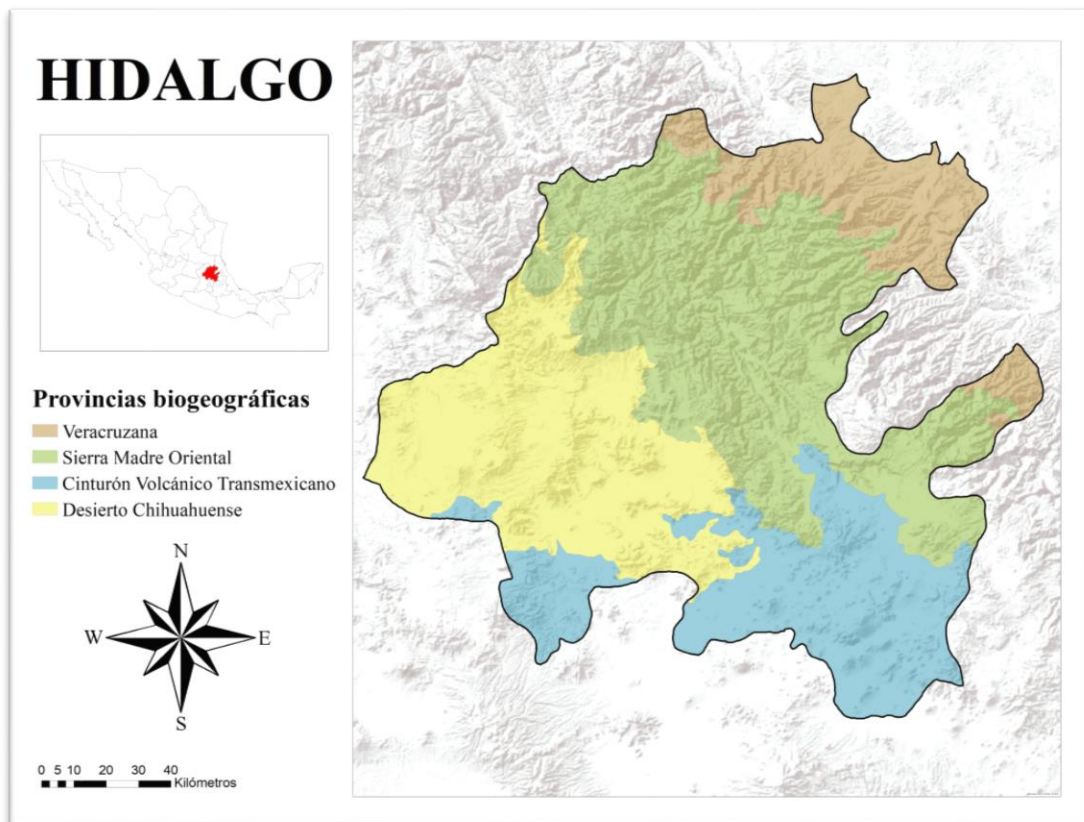 HIDALGO
Provincias biogeográficas
Veracruzana
Sierra Madre Oriental
Cinturón Volcánico Transmexicano
Desierto Chihuahuense
N
W E
S
0 5 10 20 30 40
Kilómetros